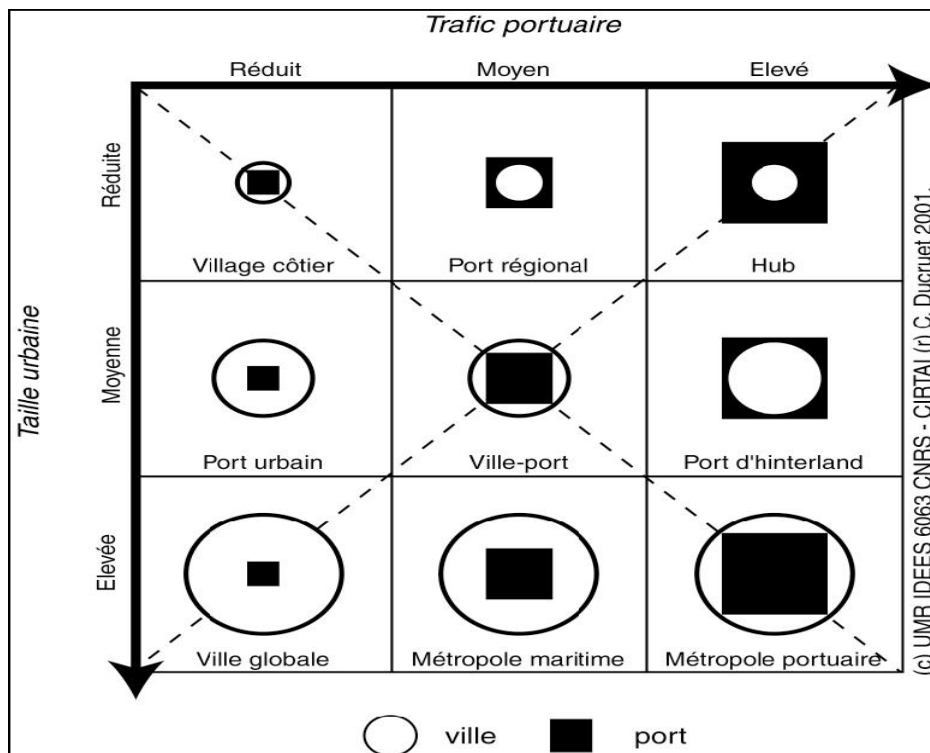 Trafic portuaire
Réduit Moyen Elevé
Taille urbaine
Réduite
Village côtier Port régional Hub
Moyenne
Port urbain Ville-port Port d'hinterland
Elevée
Ville globale Métropole maritime Métropole portuaire
ville port
(c) UMR IDEES 6063 CNRS - CIRTAI (r) C. Ducruet 2001.